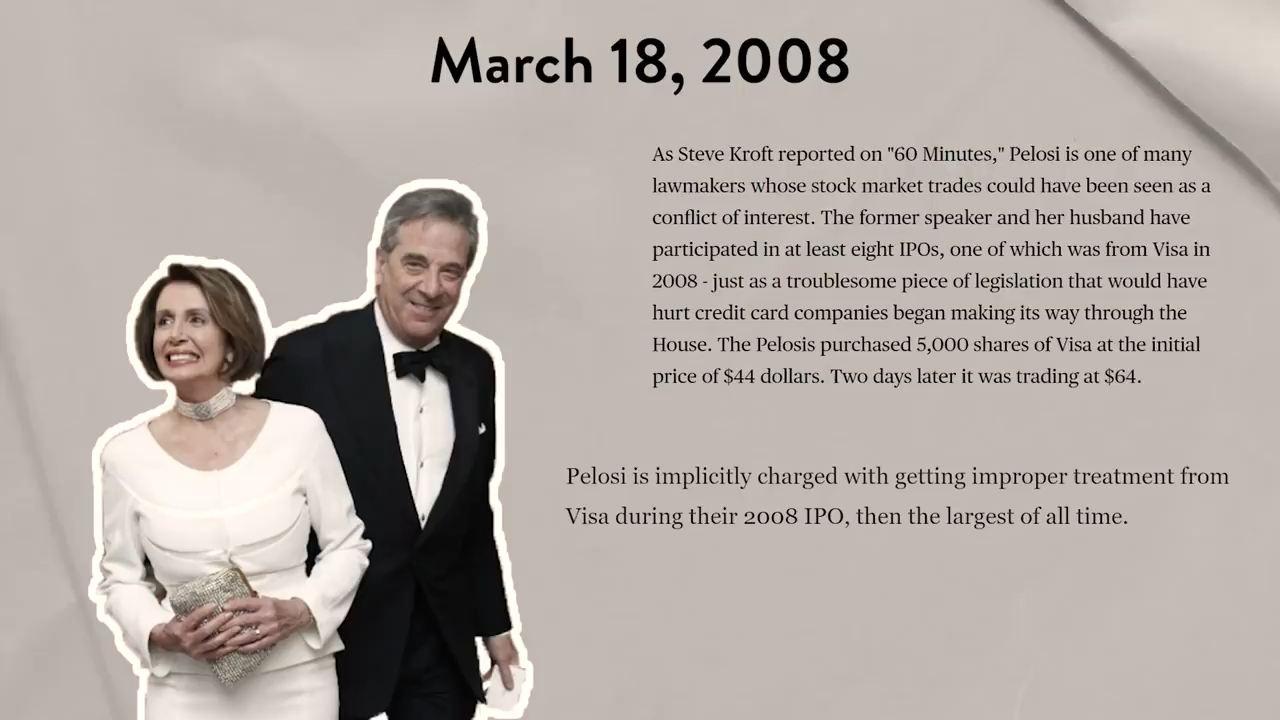 March 18, 2008
As Steve Kroft reported on "60 Minutes," Pelosi is one of many
lawmakers whose stock market trades could have been seen as a
conflict of interest. The former speaker and her husband have
participated in at least eight IPOs, one of which was from Visa in
2008 - just as a troublesome piece of legislation that would have
hurt credit card companies began making its way through the
House. The Pelosis purchased 5,000 shares of Visa at the initial
price of $44 dollars. Two days later it was trading at $64.
Pelosi is implicitly charged with getting improper treatment from
Visa during their 2008 IPO, then the largest of all time.